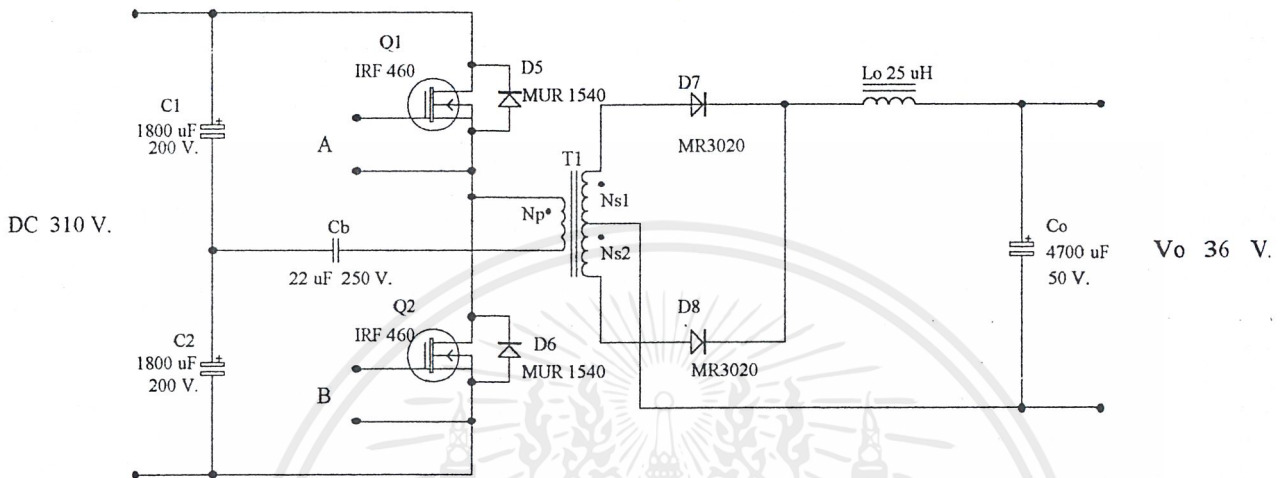 Q1
IRF 460
D5
MUR 1540
Lo 25 uH
D7
MR3020
C1
1800 uF
200 V.
+
A
T1
Np
Ns1
Ns2
DC 310 V.
Cb
22 uF 250 V.
+
Co
4700 uF
50 V.
Vo 36 V.
Q2
IRF 460
D6
MUR 1540
D8
MR3020
C2
1800 uF
200 V.
+
B